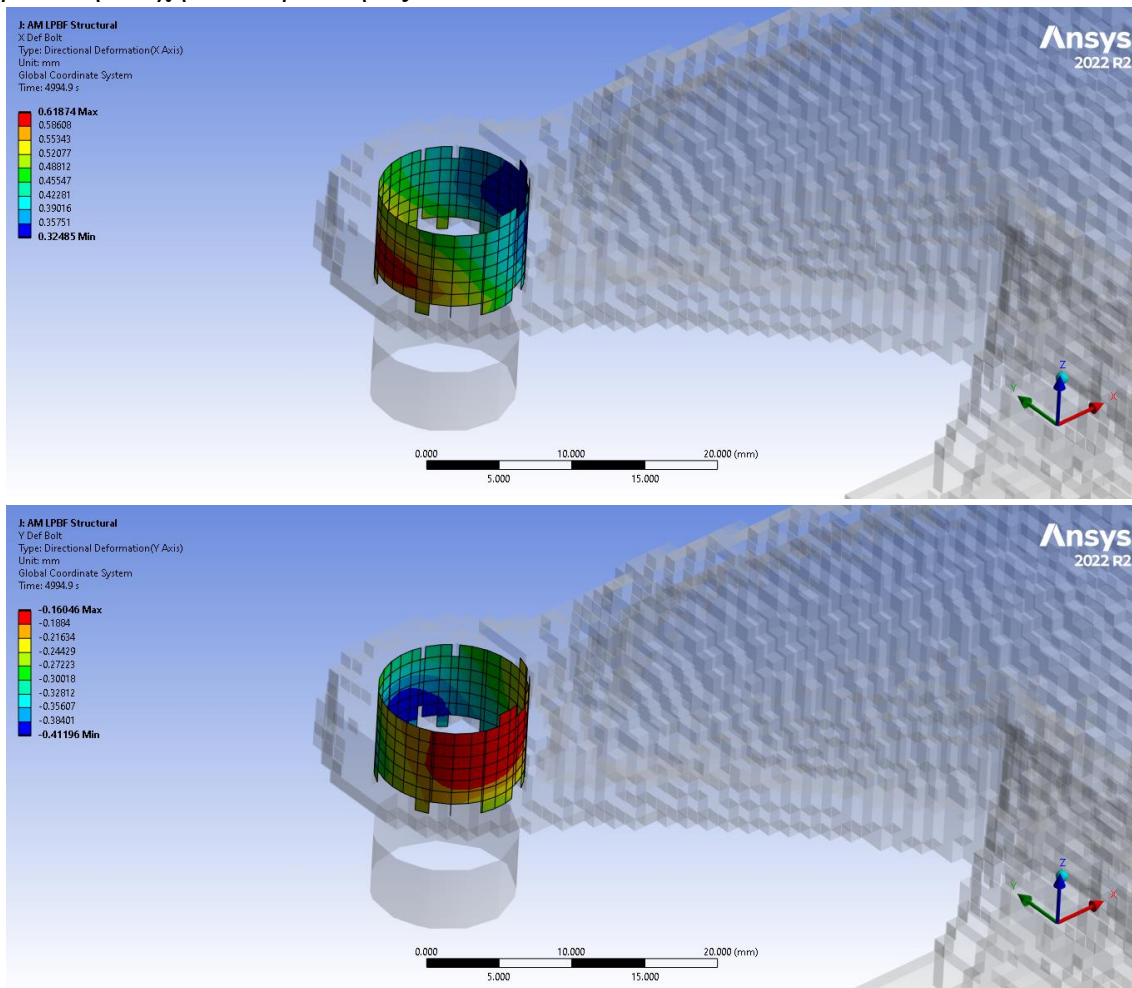 J: AM LPBF Structural
X Def Bolt
Type: Directional Deformation(X Axis)
Unit: mm
Global Coordinate System
Time: 4994.9 s
0.61874 Max
0.58608
0.55343
0.52077
0.48812
0.45547
0.42281
0.39016
0.35751
0.32485 Min
Ansys
2022 R2
Z
Y
X
0.000
10.000
20.000 (mm)
5.000
15.000
J: AM LPBF Structural
Y Def Bolt
Type: Directional Deformation(Y Axis)
Unit: mm
Global Coordinate System
Time: 4994.9 s
-0.16046 Max
-0.1884
-0.21634
-0.24429
-0.27223
-0.30018
-0.32812
-0.35607
-0.38401
-0.41196 Min
Ansys
2022 R2
Z
Y
X
0.000
10.000
20.000 (mm)
5.000
15.000